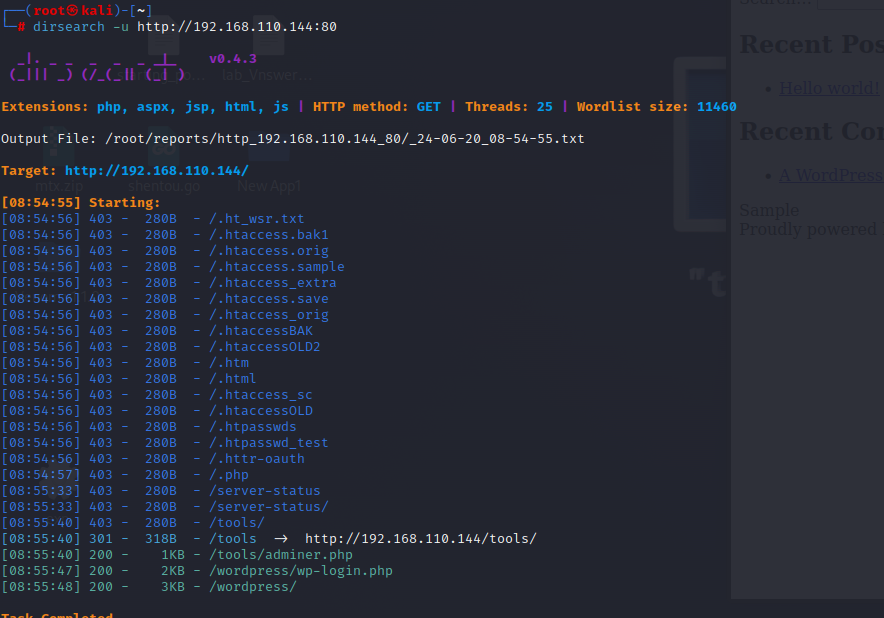 ┌──(root㉿kali)-[~]
└─# dirsearch -u http://192.168.110.144:80
v0.4.3
Extensions: php, aspx, jsp, html, js | HTTP method: GET | Threads: 25 | Wordlist size: 11460
Output File: /root/reports/http_192.168.110.144_80/_24-06-20_08-54-55.txt
Target: http://192.168.110.144/
[08:54:55] Starting:
[08:54:56] 403 -  280B  - /.ht_wsr.txt
[08:54:56] 403 -  280B  - /.htaccess.bak1
[08:54:56] 403 -  280B  - /.htaccess.orig
[08:54:56] 403 -  280B  - /.htaccess.sample
[08:54:56] 403 -  280B  - /.htaccess_extra
[08:54:56] 403 -  280B  - /.htaccess.save
[08:54:56] 403 -  280B  - /.htaccess_orig
[08:54:56] 403 -  280B  - /.htaccessBAK
[08:54:56] 403 -  280B  - /.htaccessOLD2
[08:54:56] 403 -  280B  - /.htm
[08:54:56] 403 -  280B  - /.html
[08:54:56] 403 -  280B  - /.htaccess_sc
[08:54:56] 403 -  280B  - /.htaccessOLD
[08:54:56] 403 -  280B  - /.htpasswds
[08:54:56] 403 -  280B  - /.htpasswd_test
[08:54:56] 403 -  280B  - /.httr-oauth
[08:54:57] 403 -  280B  - /.php
[08:55:33] 403 -  280B  - /server-status
[08:55:33] 403 -  280B  - /server-status/
[08:55:40] 403 -  280B  - /tools/
[08:55:40] 301 -  318B  - /tools  ->  http://192.168.110.144/tools/
[08:55:40] 200 -    1KB - /tools/adminer.php
[08:55:47] 200 -    2KB - /wordpress/wp-login.php
[08:55:48] 200 -    3KB - /wordpress/
Task Completed
Search...
Recent Pos
Hello world!
Recent Con
A WordPress
Sample
Proudly powered
"t
mtx.zip
shentou.go
New App1